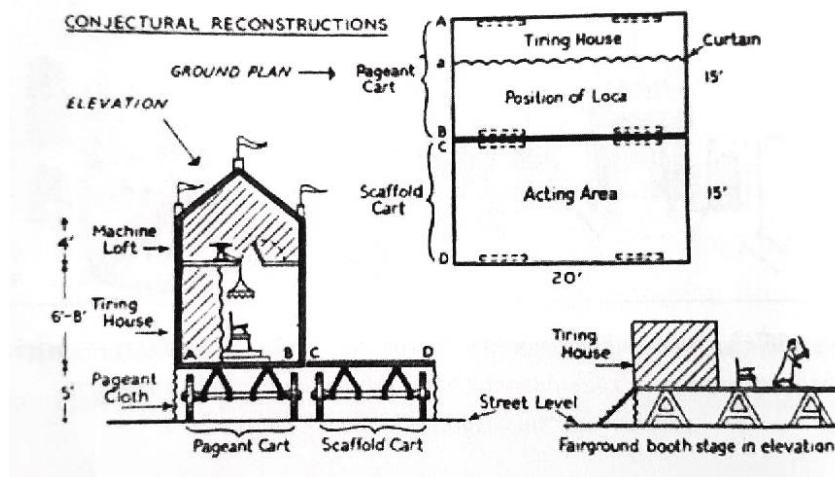 CONJECTURAL RECONSTRUCTIONS
GROUND PLAN
ELEVATION
A
Tiring House
Curtain
a
Pageant
Cart
15'
Position of Loca
B
C
Scaffold
Cart
Acting Area
15'
D
20'
Machine
Loft
4'
Tiring
House
6'-8'
A
B
C
D
Pageant
Cloth
5'
Pageant Cart
Scaffold Cart
Street Level
Tiring
House
Fairground booth stage in elevation